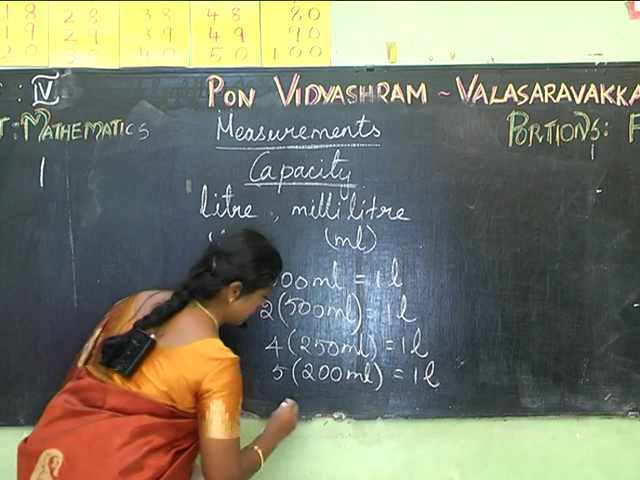 18 28 38 48 80
19 29 39 49 90
20 30 40 50 100
: IV PON VIDYASHRAM ~ VALASARAVAKKA
T : MATHEMATICS Measurements PORTIONS:
Capacity
litre, millilitre
(ml)
00ml = 1l
2(500ml) = 1l
4(250ml) = 1l
5(200ml) = 1l